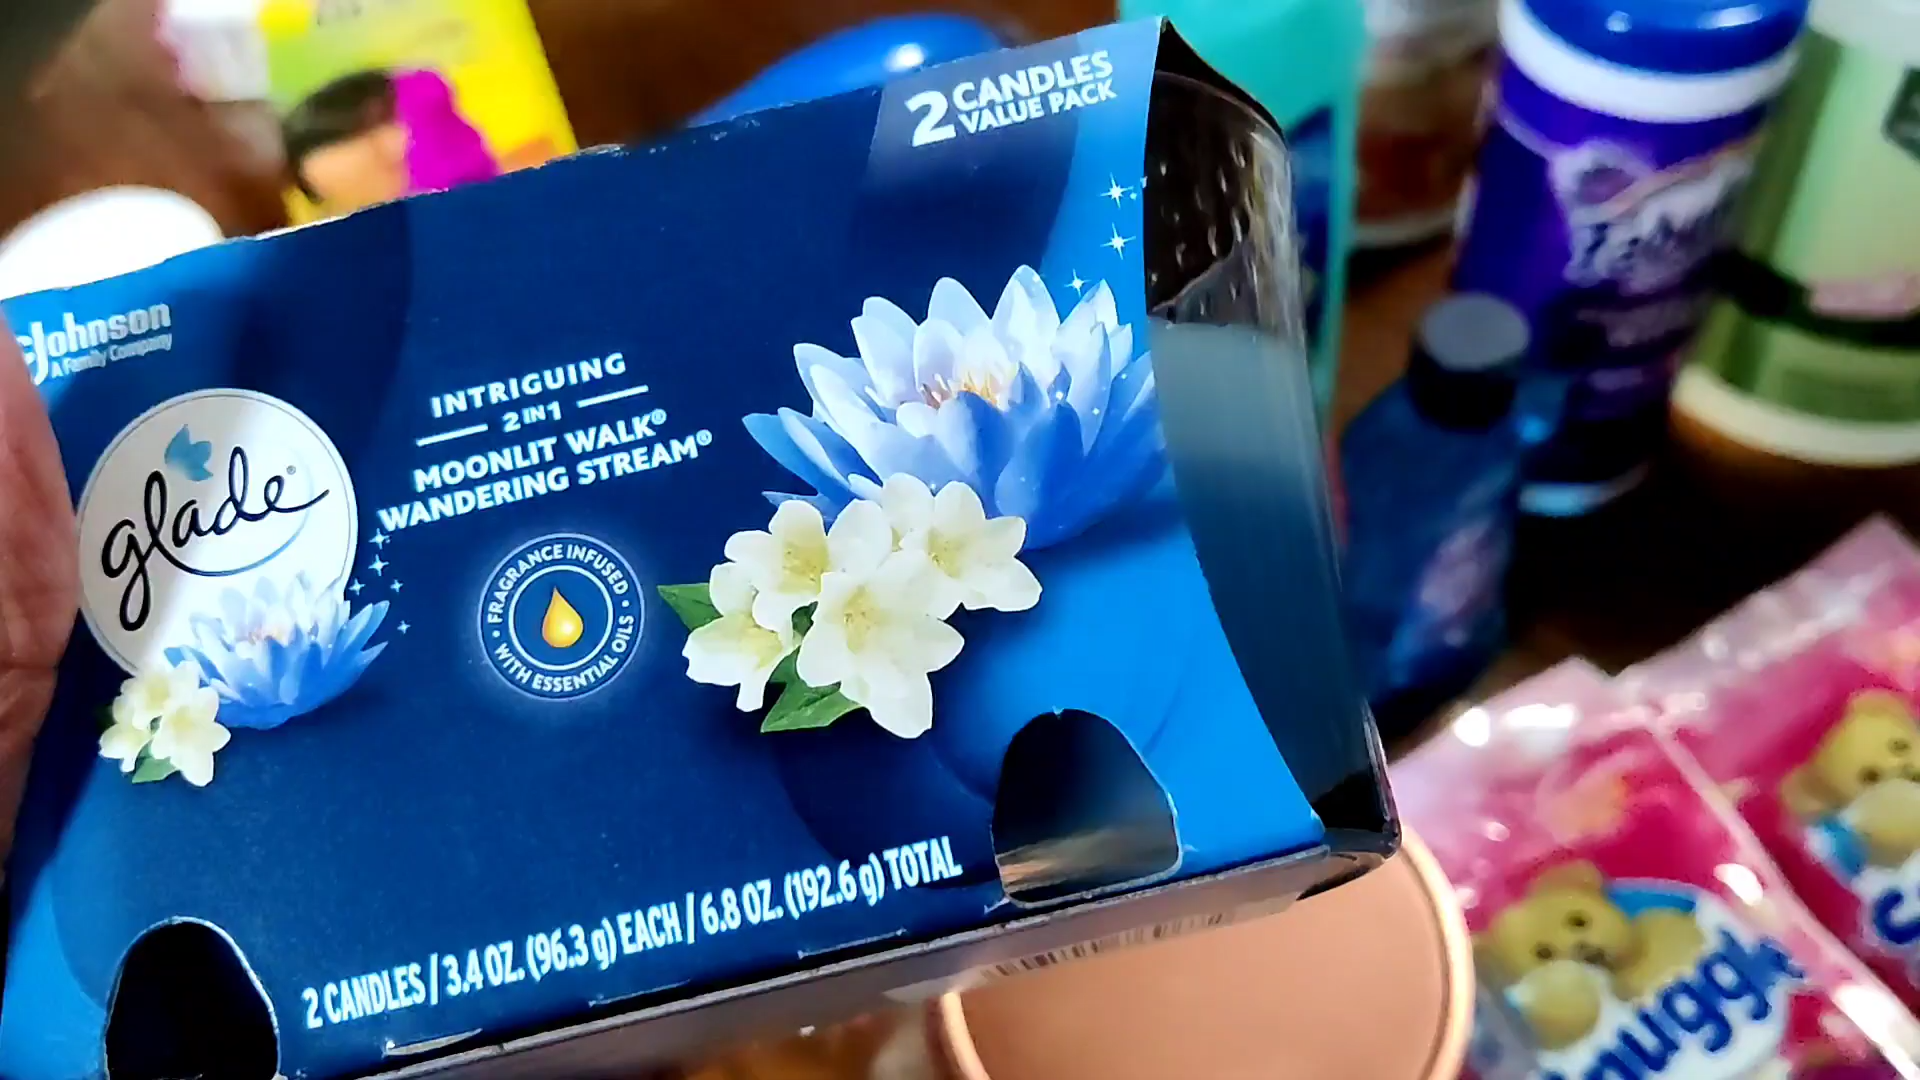 2 CANDLES
VALUE PACK
Johnson
A Family Company
glade
INTRIGUING
2 IN 1
MOONLIT WALK®
WANDERING STREAM®
FRAGRANCE INFUSED
WITH ESSENTIAL OILS
2 CANDLES / 3.4 OZ. (96.3 g) EACH / 6.8 OZ. (192.6 g) TOTAL
Snuggle